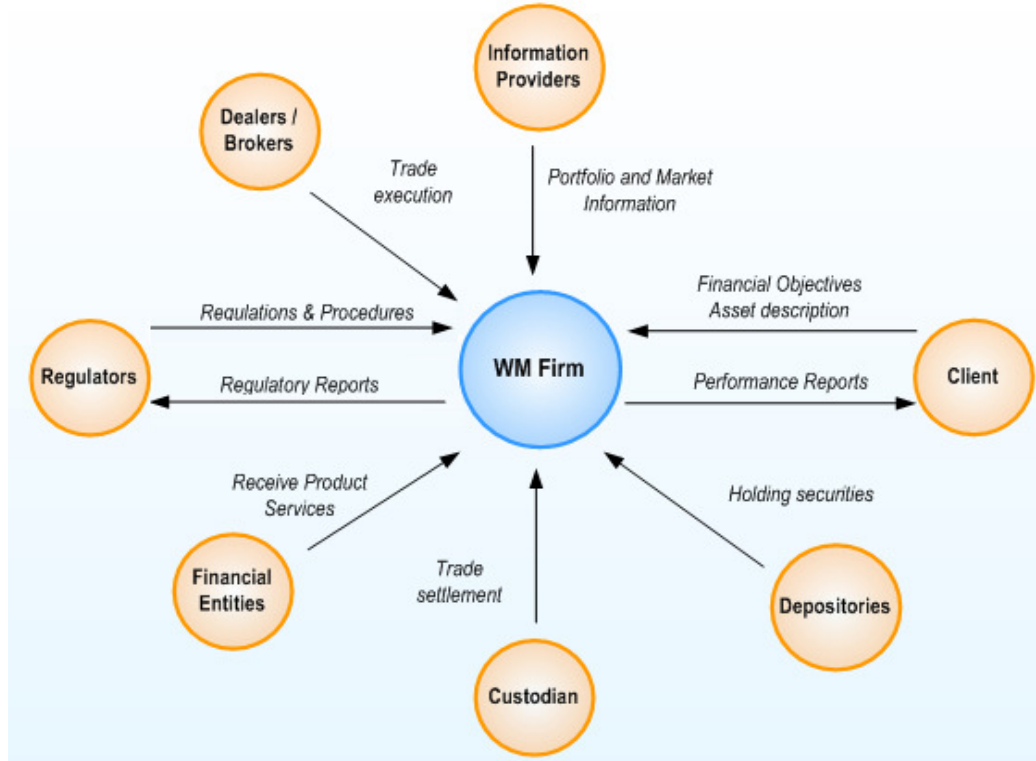 Information
Providers
Dealers /
Brokers
Trade
execution
Portfolio and Market
Information
Financial Objectives
Asset description
Regulations & Procedures
WM Firm
Regulators
Client
Regulatory Reports
Performance Reports
Receive Product
Services
Holding securities
Trade
settlement
Financial
Entities
Depositories
Custodian